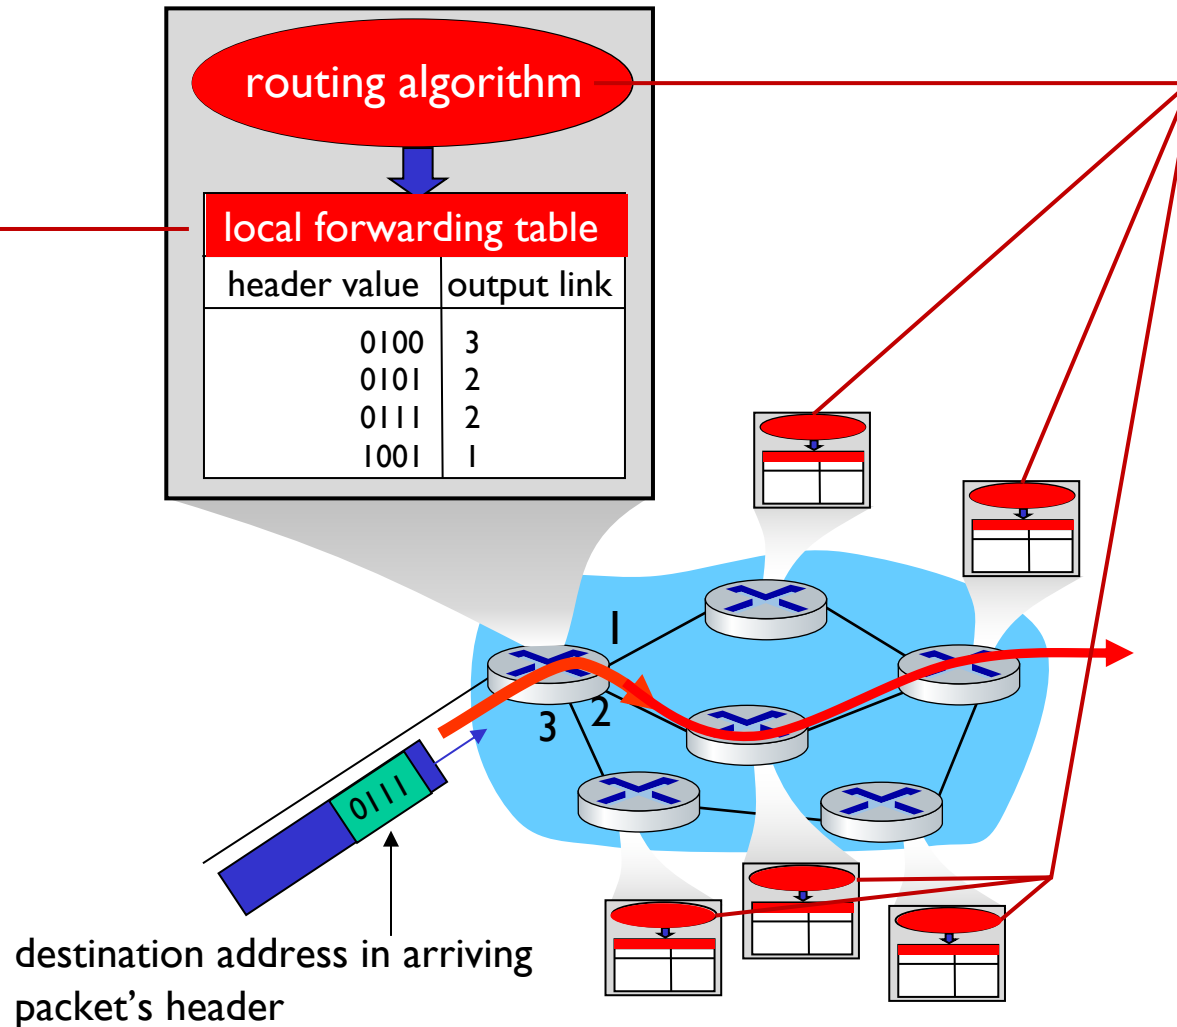 routing algorithm
local forwarding table
header value output link
0100 3
0101 2
0111 2
1001 1
1
2
3
0111
destination address in arriving
packet’s header